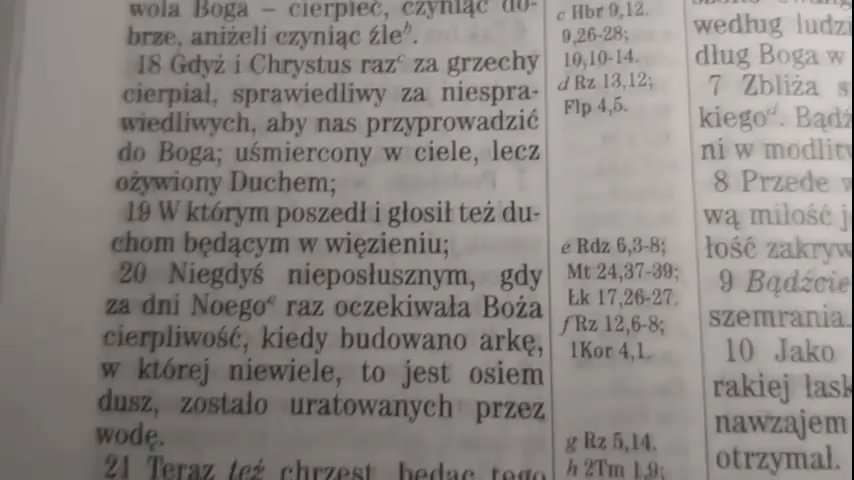 wola Boga – cierpieć, czyniąc do-
brze, aniżeli czyniąc źle b.
18 Gdyż i Chrystus raz c za grzechy
cierpiał, sprawiedliwy za niespra-
wiedliwych, aby nas przyprowadzić
do Boga; uśmiercony w ciele, lecz
ożywiony Duchem;
19 W którym poszedł i głosił też du-
chom będącym w więzieniu;
20 Niegdyś nieposłusznym, gdy
za dni Noego e raz oczekiwała Boża
cierpliwość, kiedy budowano arkę,
w której niewiele, to jest osiem
dusz, zostało uratowanych przez
wodę.
21 Teraz też chrzest, będąc tego
c Hbr 9,12.
9,26-28;
10,10-14.
d Rz 13,12;
Flp 4,5.
e Rdz 6,3-8;
Mt 24,37-39;
Łk 17,26-27.
f Rz 12,6-8;
1Kor 4,1.
g Rz 5,14.
h 2Tm 1,9;
według ludzi
dług Boga w
7 Zbliża s
kiego d. Bądź
ni w modlitw
8 Przede w
wą miłość j
łość zakryw
9 Bądźcie
szemrania.
10 Jako
rakiej łask
nawzajem
otrzymał.